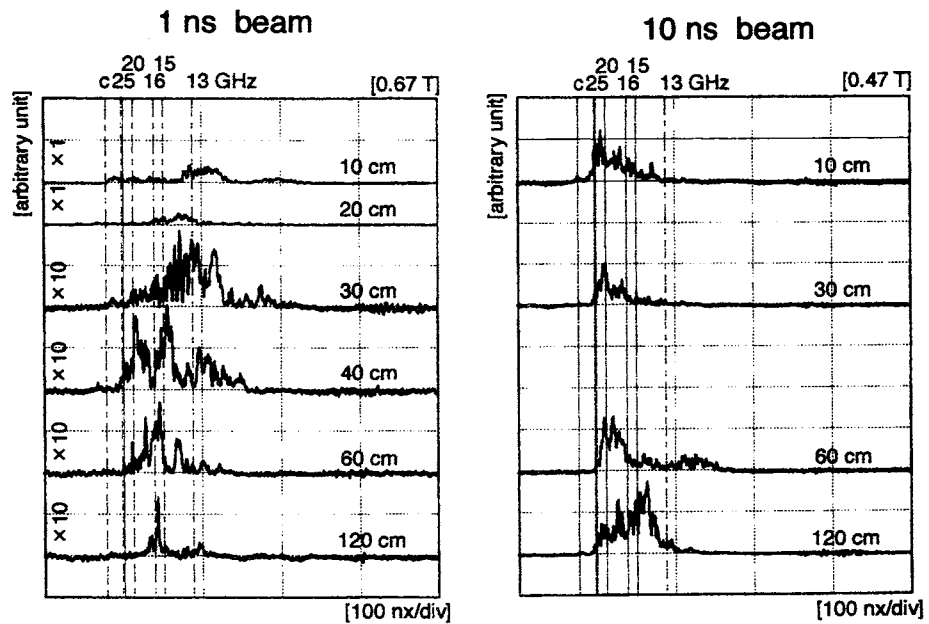 1 ns beam
20 15
c 25 16 13 GHz [0.67 T]
[arbitrary unit]
×1 10 cm
×1 20 cm
×10 30 cm
×10 40 cm
×10 60 cm
×10 120 cm
[100 nx/div]
10 ns beam
20 15
c 25 16 13 GHz [0.47 T]
[arbitrary unit]
10 cm
30 cm
60 cm
120 cm
[100 nx/div]